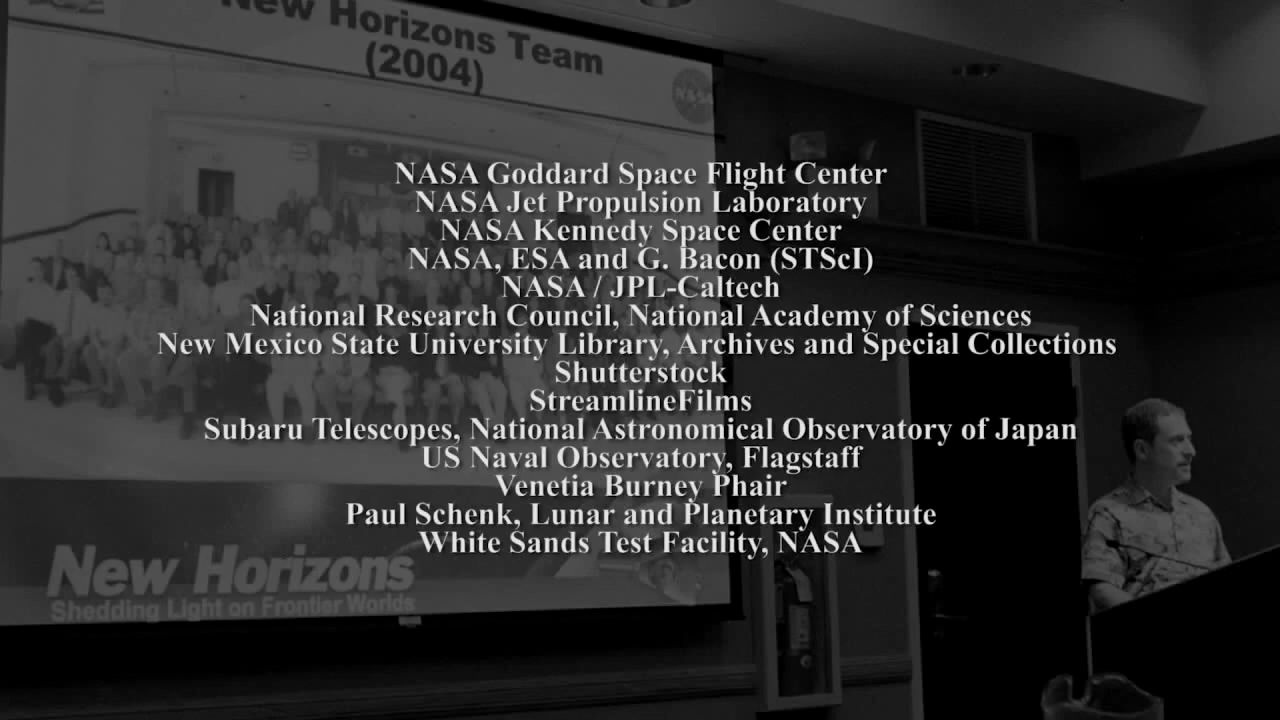 New Horizons Team
(2004)
NASA
NASA Goddard Space Flight Center
NASA Jet Propulsion Laboratory
NASA Kennedy Space Center
NASA, ESA and G. Bacon (STScI)
NASA / JPL-Caltech
National Research Council, National Academy of Sciences
New Mexico State University Library, Archives and Special Collections
Shutterstock
StreamlineFilms
Subaru Telescopes, National Astronomical Observatory of Japan
US Naval Observatory, Flagstaff
Venetia Burney Phair
Paul Schenk, Lunar and Planetary Institute
White Sands Test Facility, NASA
New Horizons
Shedding Light on Frontier Worlds